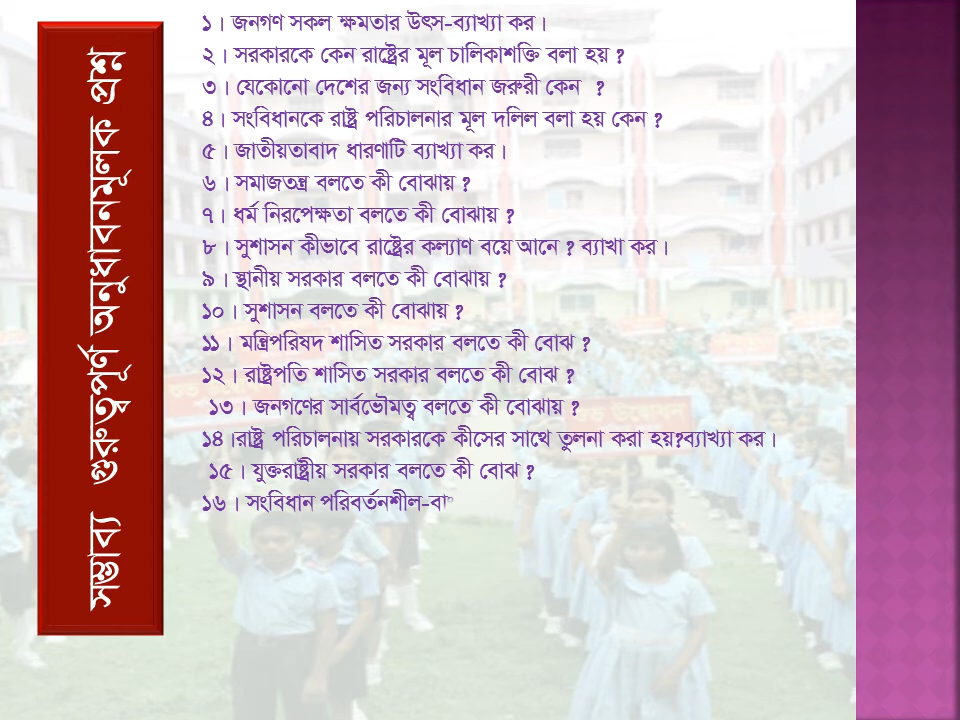 সম্ভাব্য গুরুত্বপূর্ণ অনুধাবনমূলক প্রশ্ন
১। জনগণ সকল ক্ষমতার উৎস-ব্যাখ্যা কর।
২। সরকারকে কেন রাষ্ট্রের মূল চালিকাশক্তি বলা হয় ?
৩। যেকোনো দেশের জন্য সংবিধান জরুরী কেন ?
৪। সংবিধানকে রাষ্ট্র পরিচালনার মূল দলিল বলা হয় কেন ?
৫। জাতীয়তাবাদ ধারণাটি ব্যাখ্যা কর।
৬। সমাজতন্ত্র বলতে কী বোঝায় ?
৭। ধর্ম নিরপেক্ষতা বলতে কী বোঝায় ?
৮। সুশাসন কীভাবে রাষ্ট্রের কল্যাণ বয়ে আনে ? ব্যাখা কর।
৯। স্থানীয় সরকার বলতে কী বোঝায় ?
১০। সুশাসন বলতে কী বোঝায় ?
১১। মন্ত্রিপরিষদ শাসিত সরকার বলতে কী বোঝ ?
১২। রাষ্ট্রপতি শাসিত সরকার বলতে কী বোঝ ?
১৩। জনগণের সার্বভৌমত্ব বলতে কী বোঝায় ?
১৪।রাষ্ট্র পরিচালনায় সরকারকে কীসের সাথে তুলনা করা হয়?ব্যাখ্যা কর।
১৫। যুক্তরাষ্ট্রীয় সরকার বলতে কী বোঝ ?
১৬। সংবিধান পরিবর্তনশীল-